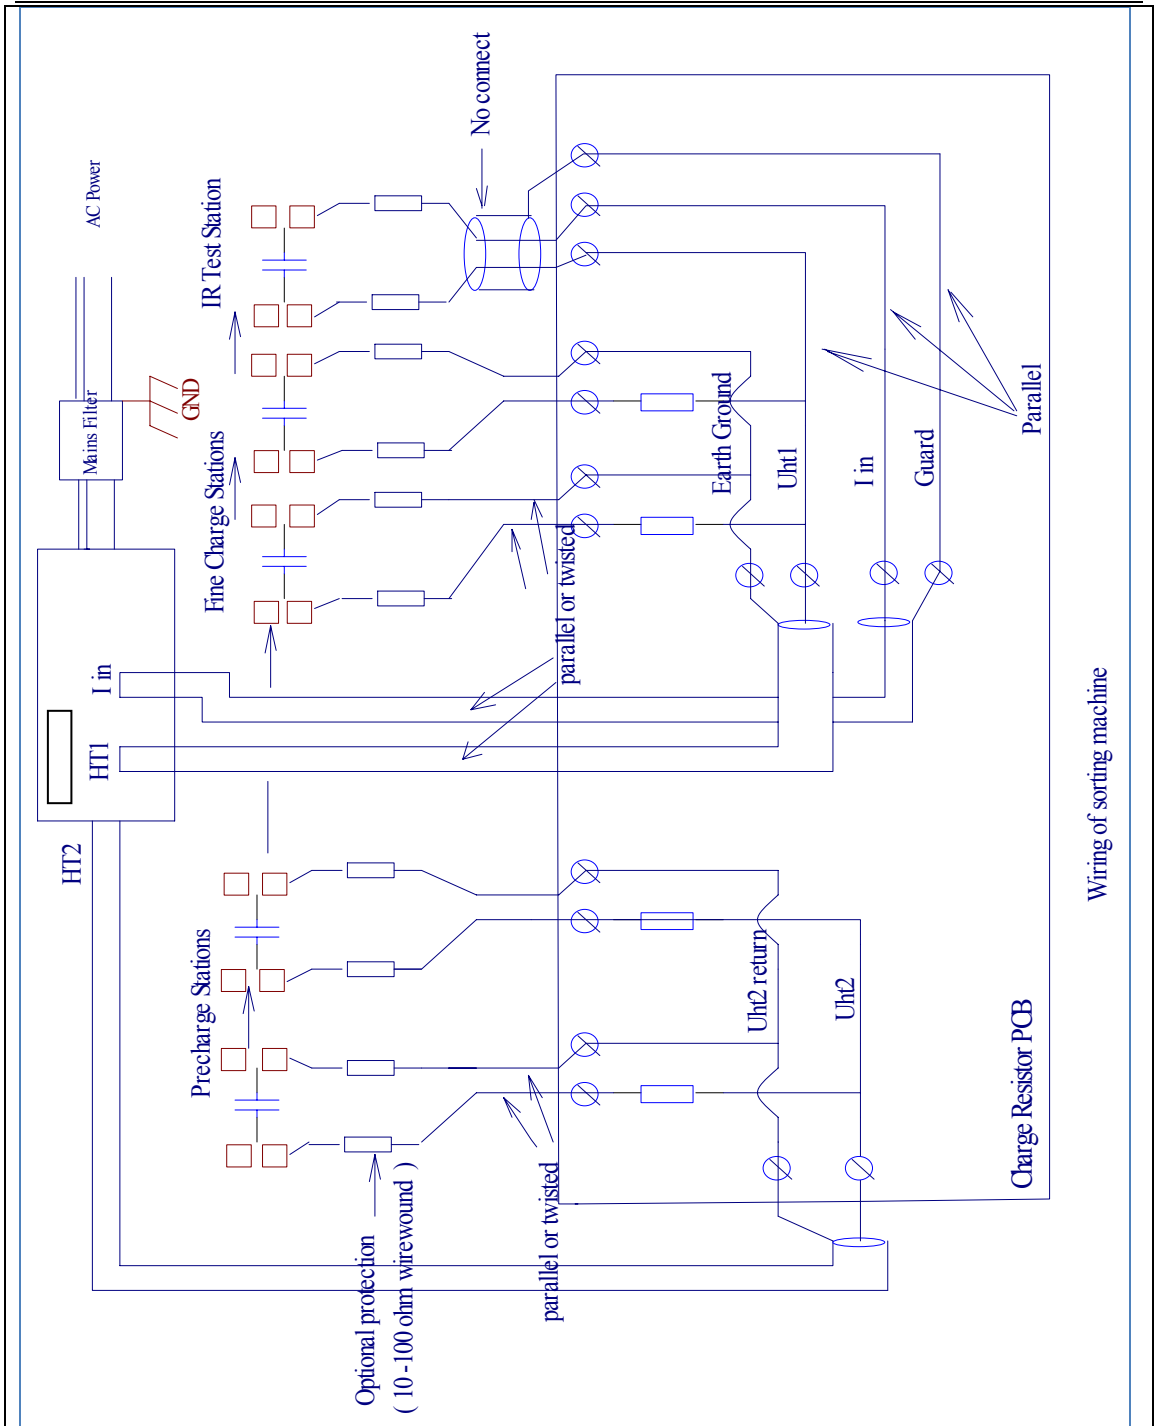 AC Power
Mains Filter
GND
I in
HT1
HT2
IR Test Station
Fine Charge Stations
Precharge Stations
No connect
Optional protection
( 10 -100 ohm wirewound )
parallel or twisted
parallel or twisted
Earth Ground
Uht1
I in
Guard
Parallel
Uht2 return
Uht2
Charge Resistor PCB
Wiring of sorting machine